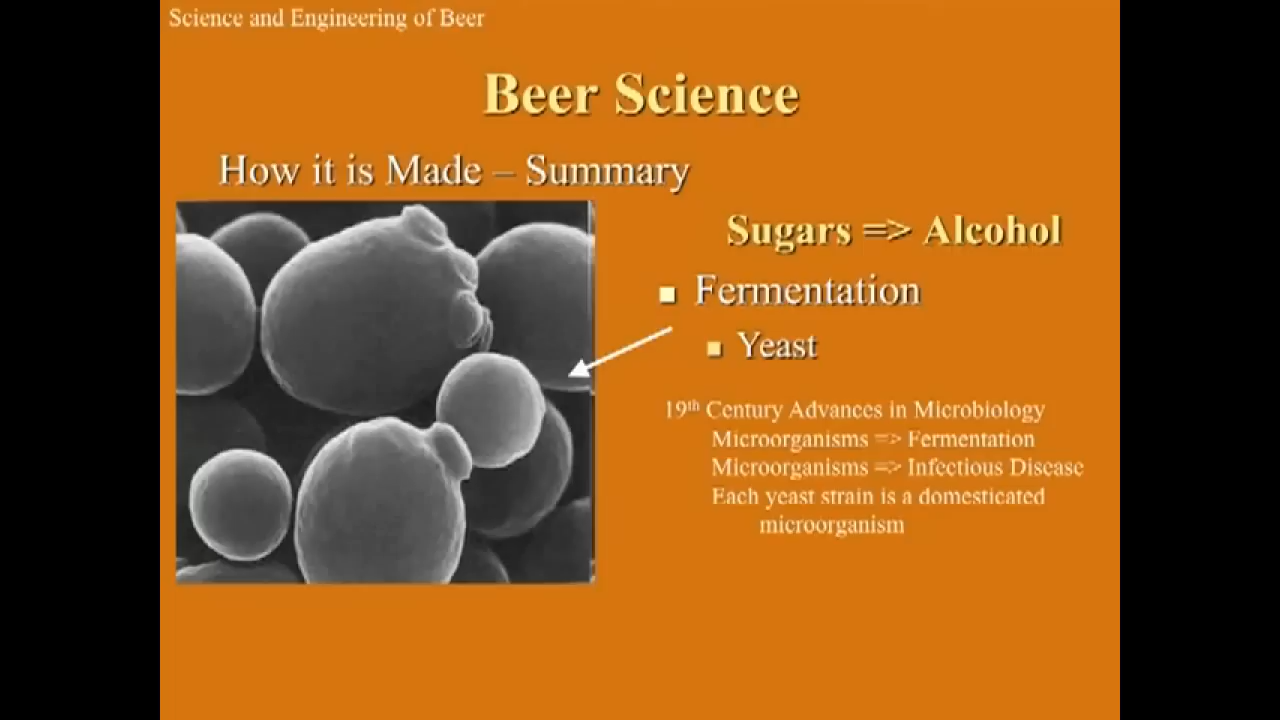 Science and Engineering of Beer
Beer Science
How it is Made – Summary
Sugars => Alcohol
Fermentation
Yeast
19th Century Advances in Microbiology
Microorganisms => Fermentation
Microorganisms => Infectious Disease
Each yeast strain is a domesticated
microorganism